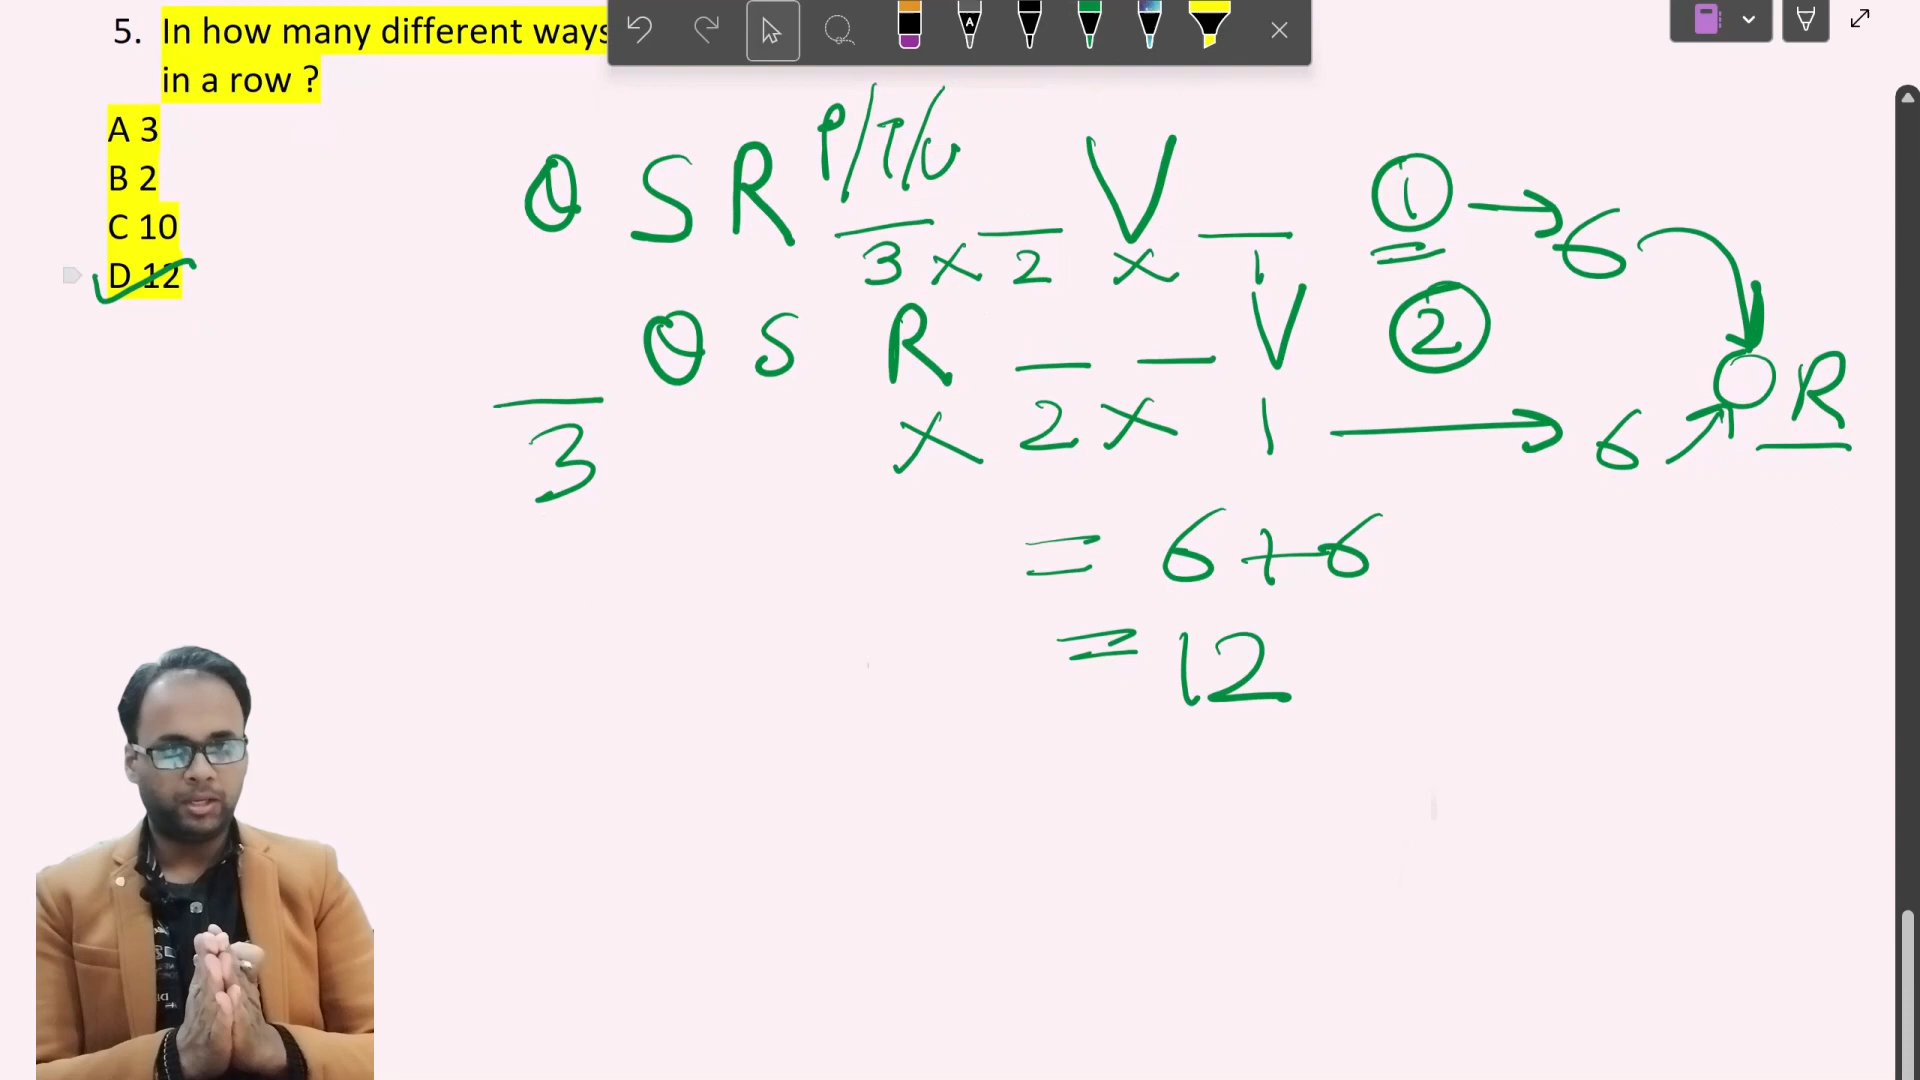 5. In how many different ways
in a row ?
A 3
B 2
C 10
D 12
P/T/U
Q S R _ _ V _ 1 → 6
3 × 2 × 1
_ Q S R _ _ V 2
3 × 2 × 1 → 6
OR
= 6+6
= 12